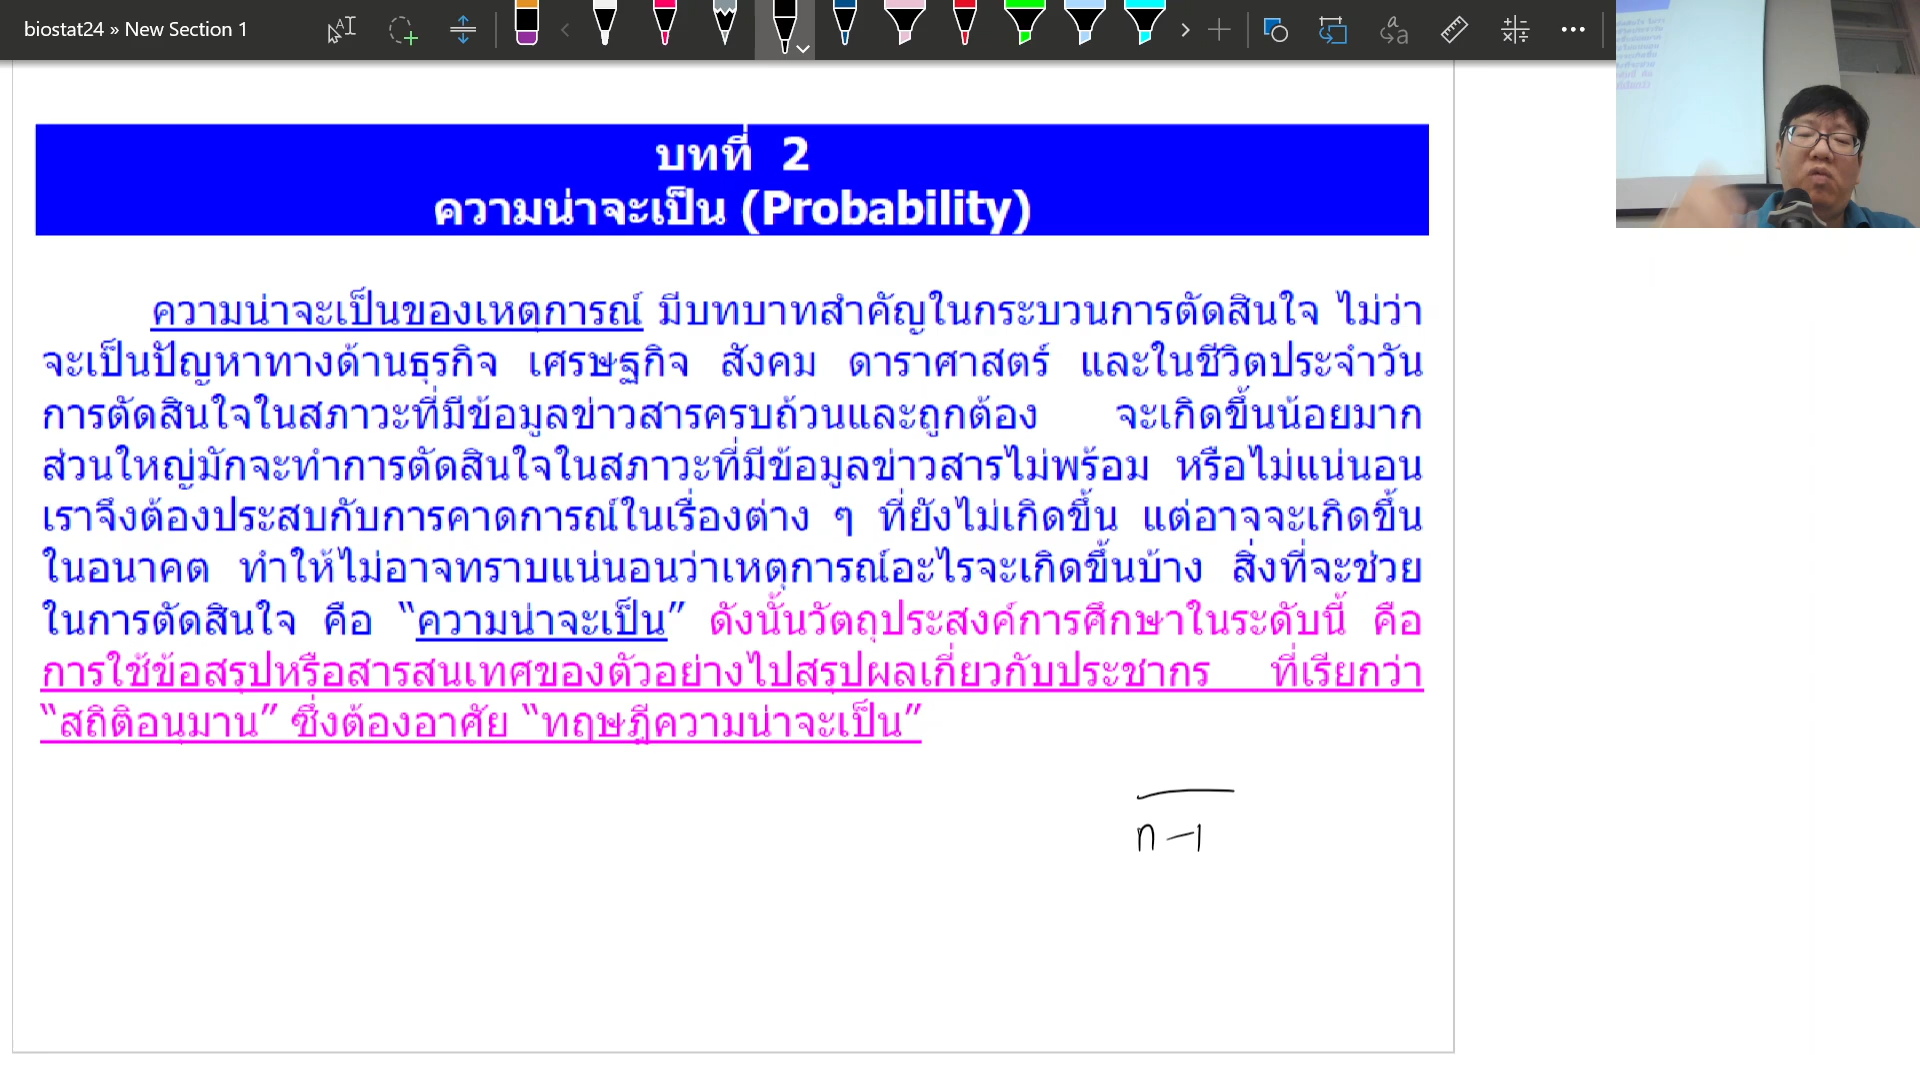 biostat24 » New Section 1
บทที่ 2
ความน่าจะเป็น (Probability)
ความน่าจะเป็นของเหตุการณ์ มีบทบาทสำคัญในกระบวนการตัดสินใจ ไม่ว่า
จะเป็นปัญหาทางด้านธุรกิจ เศรษฐกิจ สังคม ดาราศาสตร์ และในชีวิตประจำวัน
การตัดสินใจในสภาวะที่มีข้อมูลข่าวสารครบถ้วนและถูกต้อง จะเกิดขึ้นน้อยมาก
ส่วนใหญ่มักจะทำการตัดสินใจในสภาวะที่มีข้อมูลข่าวสารไม่พร้อม หรือไม่แน่นอน
เราจึงต้องประสบกับการคาดการณ์ในเรื่องต่าง ๆ ที่ยังไม่เกิดขึ้น แต่อาจจะเกิดขึ้น
ในอนาคต ทำให้ไม่อาจทราบแน่นอนว่าเหตุการณ์อะไรจะเกิดขึ้นบ้าง สิ่งที่จะช่วย
ในการตัดสินใจ คือ “ความน่าจะเป็น” ดังนั้นวัตถุประสงค์การศึกษาในระดับนี้ คือ
การใช้ข้อสรุปหรือสารสนเทศของตัวอย่างไปสรุปผลเกี่ยวกับประชากร ที่เรียกว่า
“สถิติอนุมาน” ซึ่งต้องอาศัย “ทฤษฎีความน่าจะเป็น”
n-1